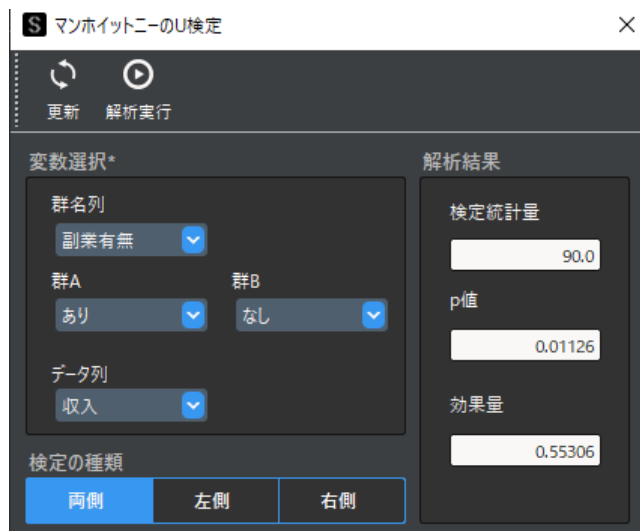 S マンホイットニーのU検定
更新 解析実行
変数選択*
群名列
副業有無
群A 群B
あり なし
データ列
収入
検定の種類
両側 左側 右側
解析結果
検定統計量
90.0
p値
0.01126
効果量
0.55306